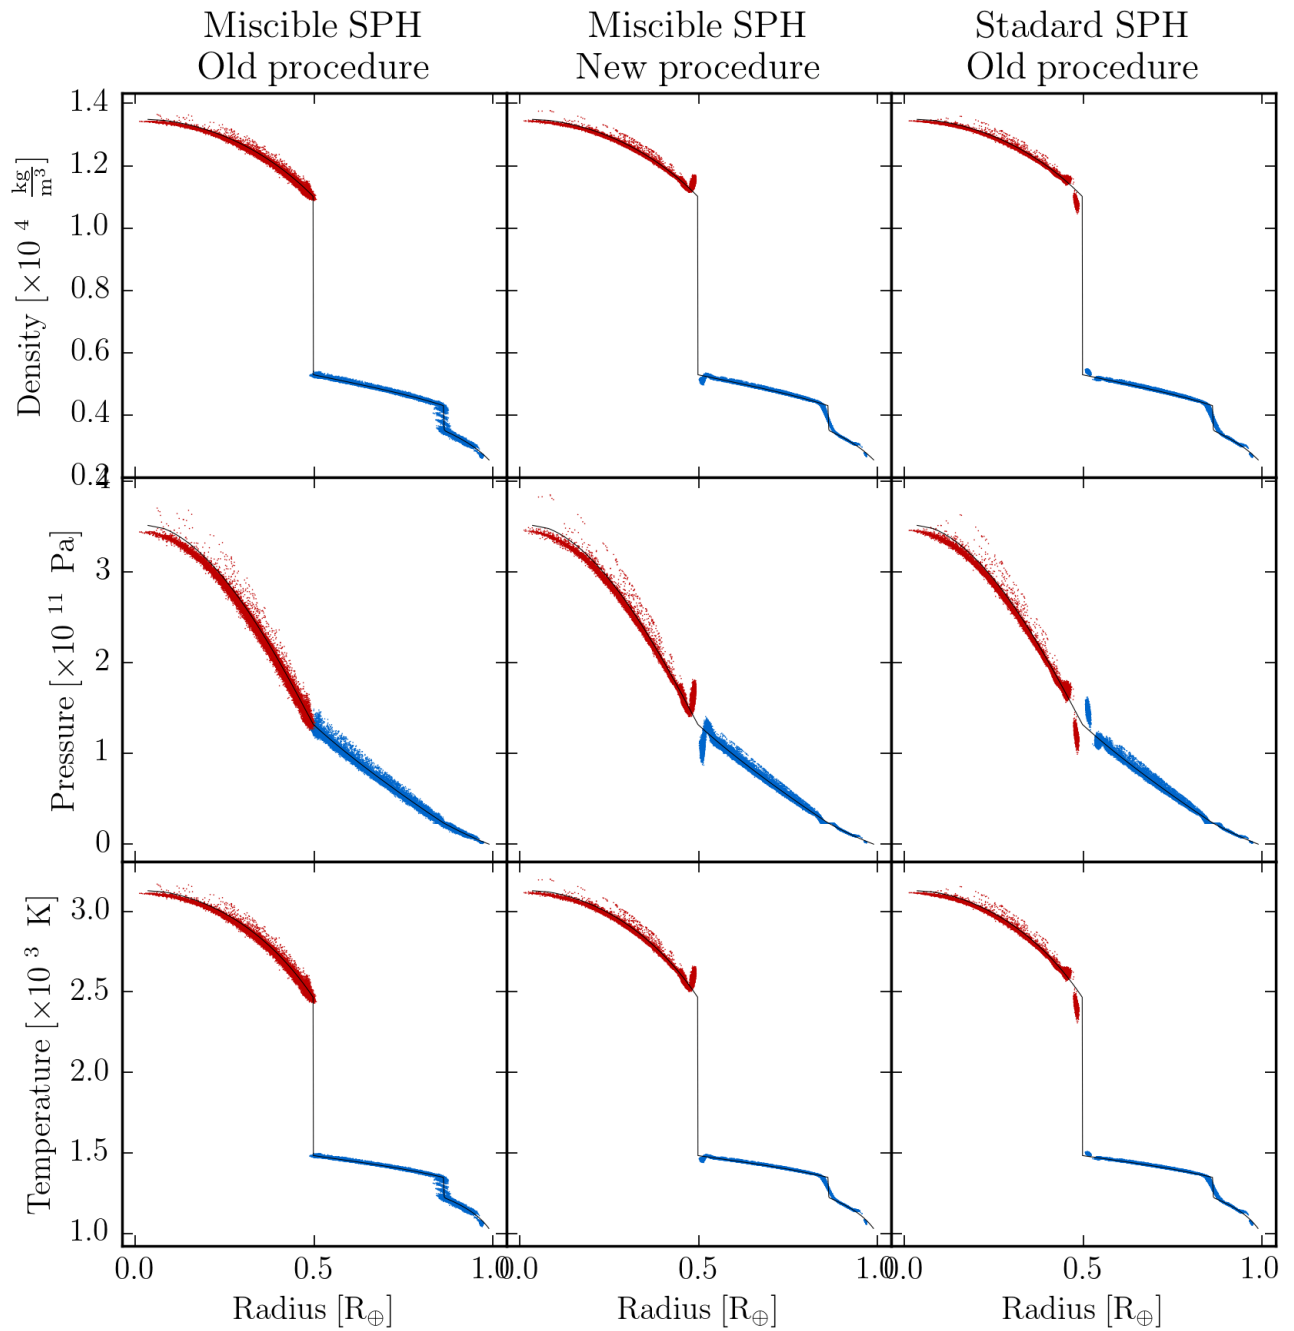 Miscible SPH Miscible SPH Stadard SPH
Old procedure New procedure Old procedure
Density [×10 4 kg/m3]
1.4
1.2
1.0
0.8
0.6
0.4
0.2
Pressure [×10 11 Pa]
4
3
2
1
0
Temperature [×10 3 K]
3.0
2.5
2.0
1.5
1.0
0.0 0.5 1.0 0.0 0.5 1.0 0.0 0.5 1.0
Radius [R⊕] Radius [R⊕] Radius [R⊕]